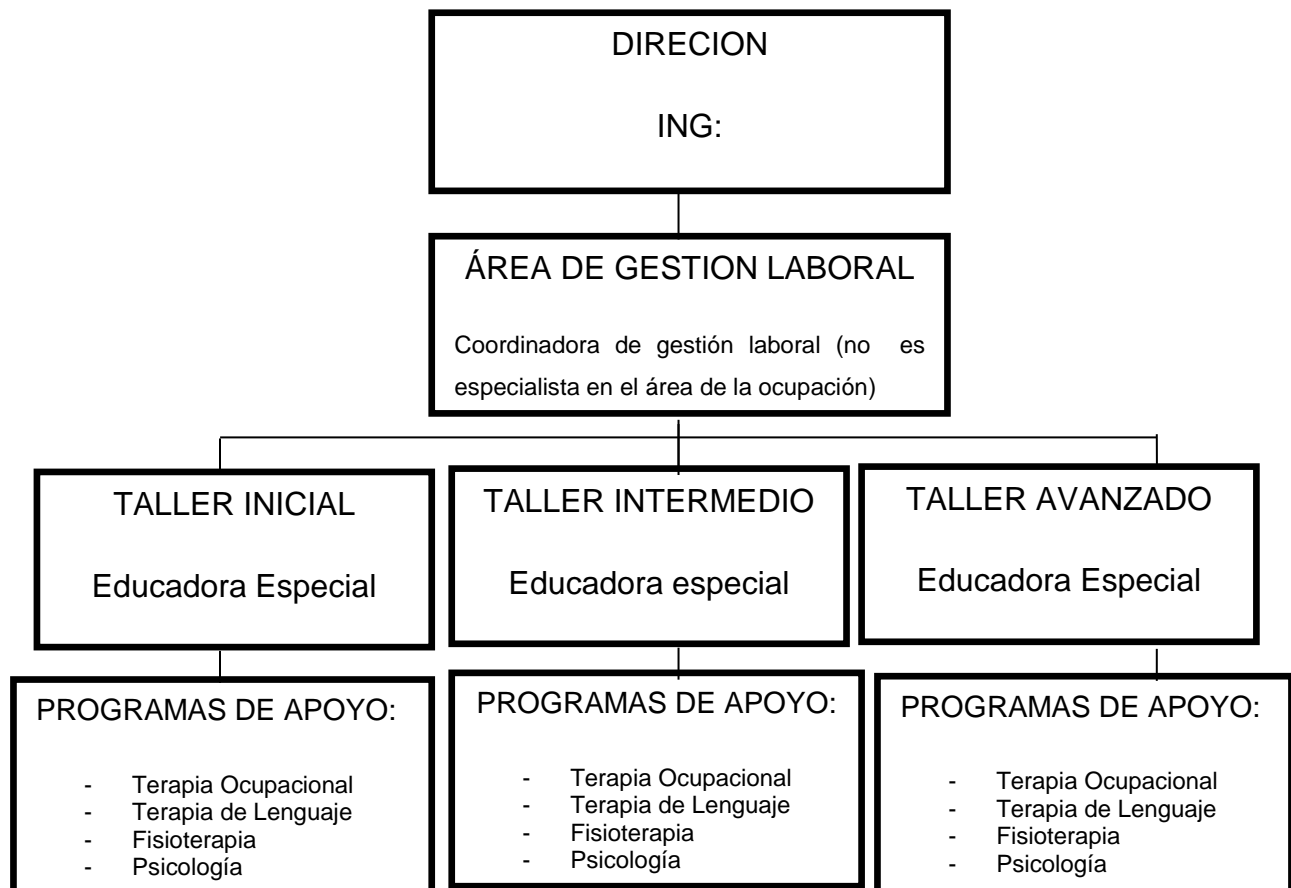 DIRECION
ING:
ÁREA DE GESTION LABORAL
Coordinadora de gestión laboral (no es
especialista en el área de la ocupación)
TALLER INICIAL
Educadora Especial
TALLER INTERMEDIO
Educadora especial
TALLER AVANZADO
Educadora Especial
PROGRAMAS DE APOYO:
- Terapia Ocupacional
- Terapia de Lenguaje
- Fisioterapia
- Psicología
PROGRAMAS DE APOYO:
- Terapia Ocupacional
- Terapia de Lenguaje
- Fisioterapia
- Psicología
PROGRAMAS DE APOYO:
- Terapia Ocupacional
- Terapia de Lenguaje
- Fisioterapia
- Psicología